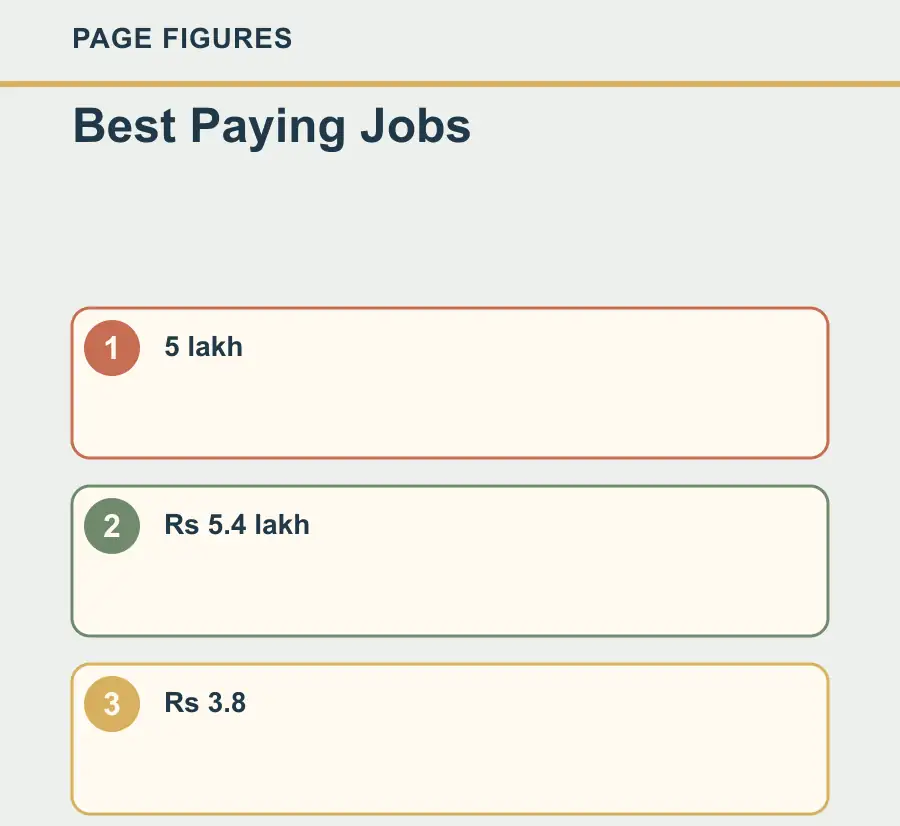 PAGE FIGURES
Best Paying Jobs
1
5 lakh
2
Rs 5.4 lakh
3
Rs 3.8